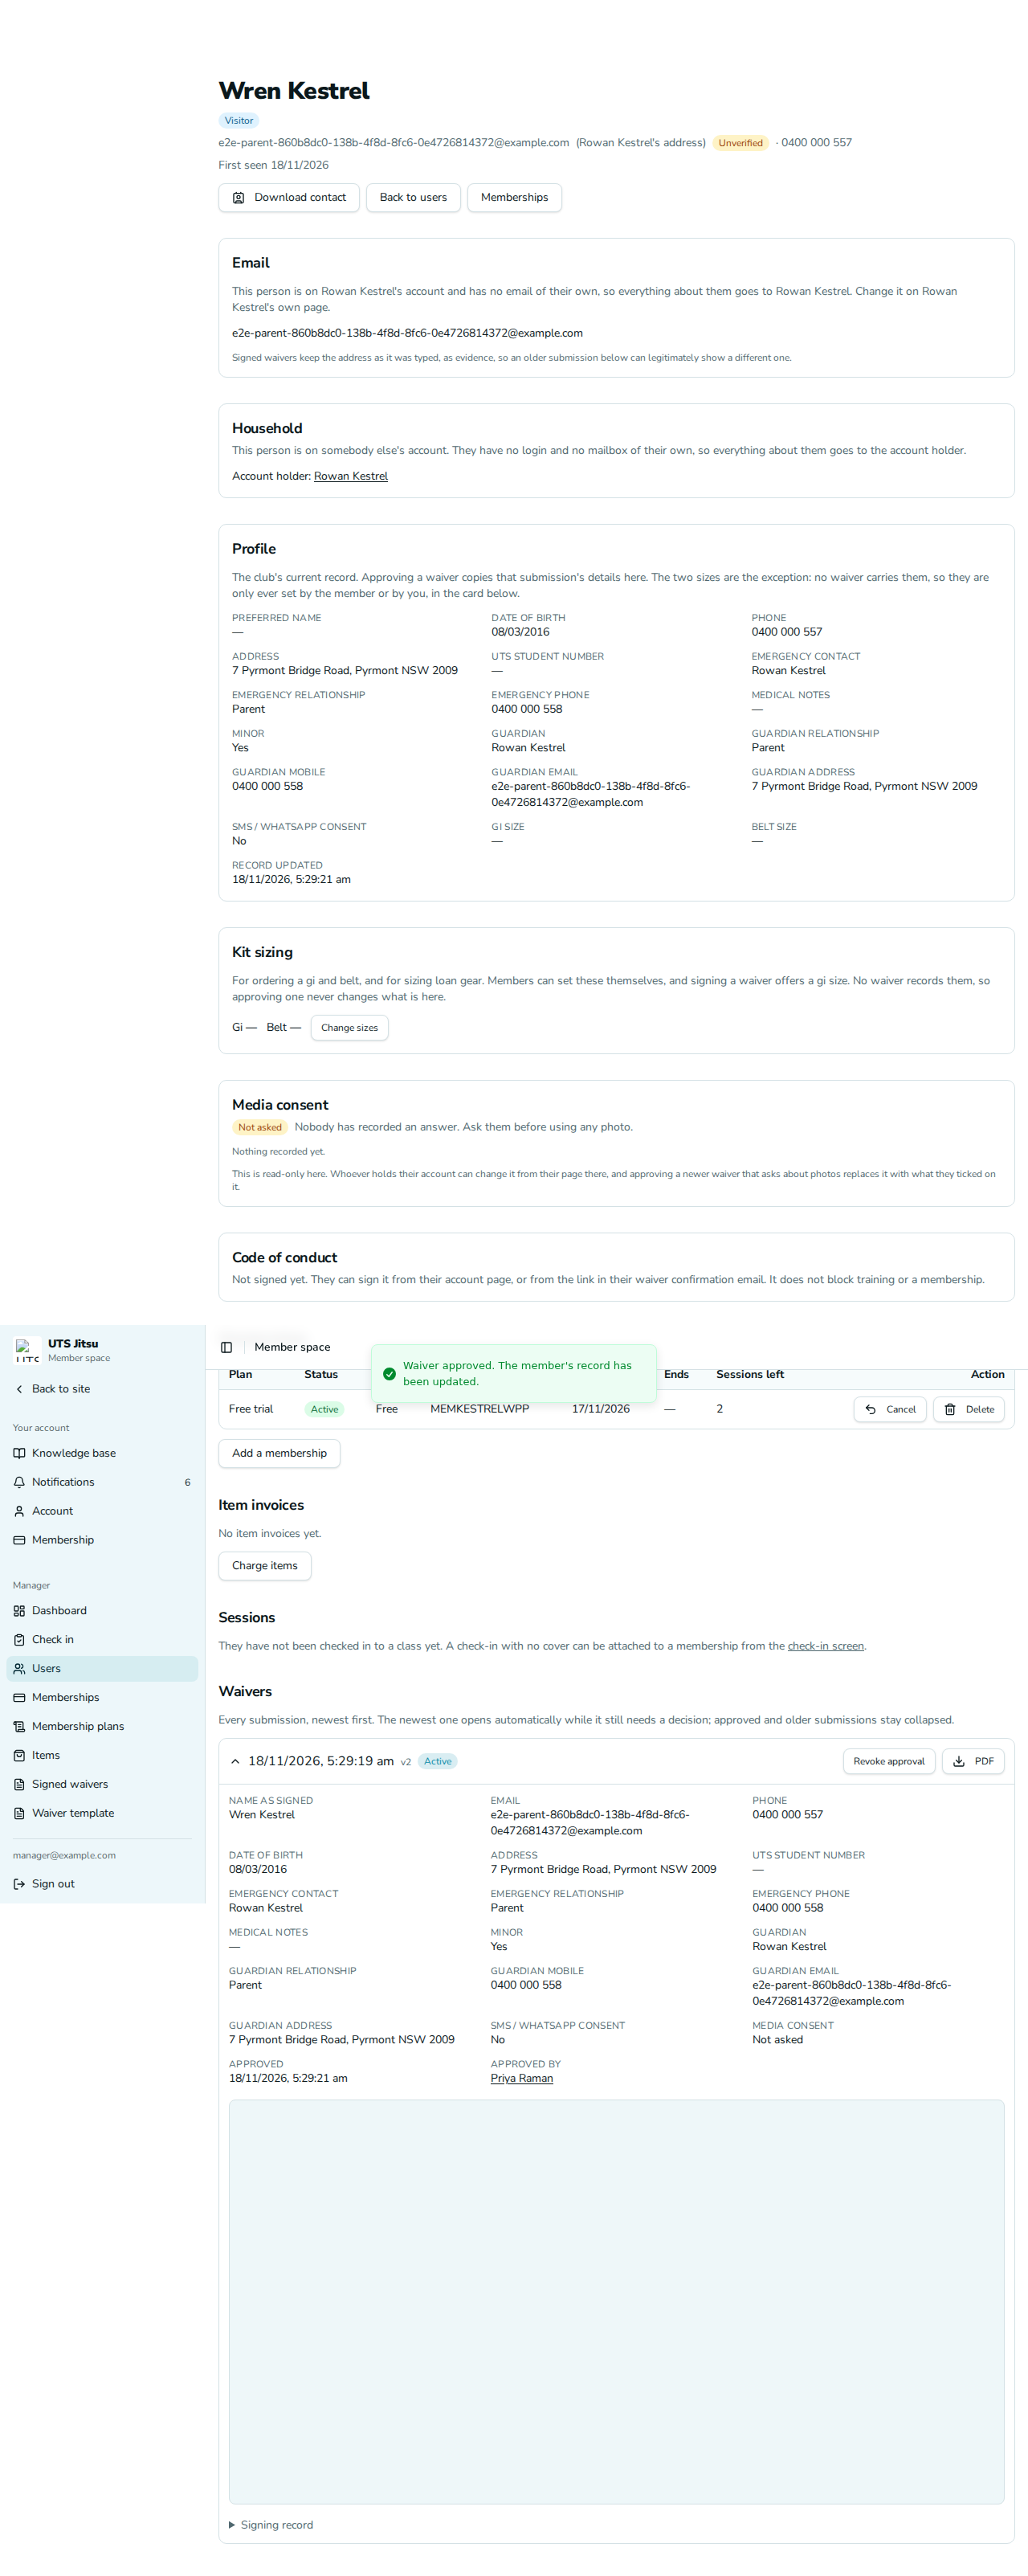 Wren Kestrel
Visitor
e2e-parent-860b8dc0-138b-4f8d-8fc6-0e4726814372@example.com (Rowan Kestrel's address) Unverified · 0400 000 557
First seen 18/11/2026
Download contact Back to users Memberships
Email
This person is on Rowan Kestrel's account and has no email of their own, so everything about them goes to Rowan Kestrel. Change it on Rowan
Kestrel's own page.
e2e-parent-860b8dc0-138b-4f8d-8fc6-0e4726814372@example.com
Signed waivers keep the address as it was typed, as evidence, so an older submission below can legitimately show a different one.
Household
This person is on somebody else's account. They have no login and no mailbox of their own, so everything about them goes to the account holder.
Account holder: Rowan Kestrel
Profile
The club's current record. Approving a waiver copies that submission's details here. The two sizes are the exception: no waiver carries them, so they are
only ever set by the member or by you, in the card below.
PREFERRED NAME DATE OF BIRTH PHONE
— 08/03/2016 0400 000 557
ADDRESS UTS STUDENT NUMBER EMERGENCY CONTACT
7 Pyrmont Bridge Road, Pyrmont NSW 2009 — Rowan Kestrel
EMERGENCY RELATIONSHIP EMERGENCY PHONE MEDICAL NOTES
Parent 0400 000 558 —
MINOR GUARDIAN GUARDIAN RELATIONSHIP
Yes Rowan Kestrel Parent
GUARDIAN MOBILE GUARDIAN EMAIL GUARDIAN ADDRESS
0400 000 558 e2e-parent-860b8dc0-138b-4f8d-8fc6- 7 Pyrmont Bridge Road, Pyrmont NSW 2009
0e4726814372@example.com
SMS / WHATSAPP CONSENT GI SIZE BELT SIZE
No — —
RECORD UPDATED
18/11/2026, 5:29:21 am
Kit sizing
For ordering a gi and belt, and for sizing loan gear. Members can set these themselves, and signing a waiver offers a gi size. No waiver records them, so
approving one never changes what is here.
Gi — Belt — Change sizes
Media consent
Not asked Nobody has recorded an answer. Ask them before using any photo.
Nothing recorded yet.
This is read-only here. Whoever holds their account can change it from their page there, and approving a newer waiver that asks about photos replaces it with what they ticked on
it.
Code of conduct
Not signed yet. They can sign it from their account page, or from the link in their waiver confirmation email. It does not block training or a membership.
UTS Jitsu
Member space
Back to site
Your account
Knowledge base
Notifications 6
Account
Membership
Manager
Dashboard
Check in
Users
Memberships
Membership plans
Items
Signed waivers
Waiver template
manager@example.com
Sign out
Member space
Waiver approved. The member's record has
been updated.
Plan Status Ends Sessions left Action
Free trial Active Free MEMKESTRELWPP 17/11/2026 — 2 Cancel Delete
Add a membership
Item invoices
No item invoices yet.
Charge items
Sessions
They have not been checked in to a class yet. A check-in with no cover can be attached to a membership from the check-in screen.
Waivers
Every submission, newest first. The newest one opens automatically while it still needs a decision; approved and older submissions stay collapsed.
18/11/2026, 5:29:19 am v2 Active Revoke approval PDF
NAME AS SIGNED EMAIL PHONE
Wren Kestrel e2e-parent-860b8dc0-138b-4f8d-8fc6- 0400 000 557
0e4726814372@example.com
DATE OF BIRTH ADDRESS UTS STUDENT NUMBER
08/03/2016 7 Pyrmont Bridge Road, Pyrmont NSW 2009 —
EMERGENCY CONTACT EMERGENCY RELATIONSHIP EMERGENCY PHONE
Rowan Kestrel Parent 0400 000 558
MEDICAL NOTES MINOR GUARDIAN
— Yes Rowan Kestrel
GUARDIAN RELATIONSHIP GUARDIAN MOBILE GUARDIAN EMAIL
Parent 0400 000 558 e2e-parent-860b8dc0-138b-4f8d-8fc6-
0e4726814372@example.com
GUARDIAN ADDRESS SMS / WHATSAPP CONSENT MEDIA CONSENT
7 Pyrmont Bridge Road, Pyrmont NSW 2009 No Not asked
APPROVED APPROVED BY
18/11/2026, 5:29:21 am Priya Raman
Signing record